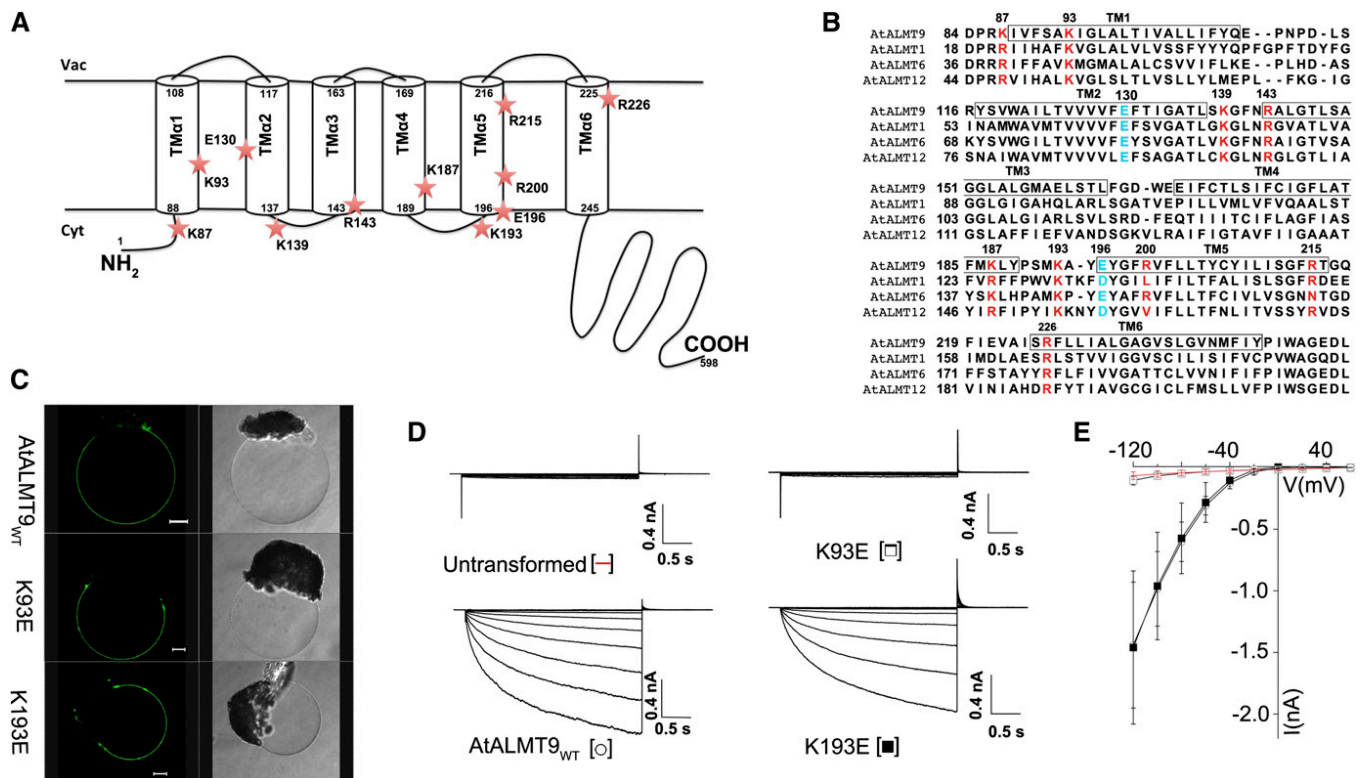 A
Vac
108
117
163
169
216
225
TMα1
TMα2
TMα3
TMα4
TMα5
TMα6
R226
R215
E130
K93
K187
R200
88
137
143
189
196
245
E196
R143
Cyt
K87
K139
K193
1
NH2
COOH
598
B
87 93 TM1
AtALMT9 84 DPRKIVFSAKIGLALTIVALLIFYQE--PNPD-LS
AtALMT1 18 DPRRIIHAFKVGLALVLVSSFYYYQPFGPFTDYFG
AtALMT6 36 DRRRIFFAVKMGMALALCSVVIFLKE--PLHD-AS
AtALMT12 44 DPRRVIHALKVGLSLTLVSLLYLMEPL--FKG-IG
TM2 130 139 143
AtALMT9 116 RYSVWAILTVVVVFEFTIGATLSKGFNRALGTLSA
AtALMT1 53 INAMWAVMTVVVVFEFSVGATLGKGLNRGVATLVA
AtALMT6 68 KYSVWAIMTVVVVFEYSVGATLVKGFNRAIGTLSA
AtALMT12 76 SNAIWAVMTVVVVLEFSAGATLCKGLNRGLGTLIA
TM3 TM4
AtALMT9 151 GGLALGMAELSTLFGD-WEEIFCTLSIFCIGFLAT
AtALMT1 88 GGLGIGAHQLARLSGATVEPILLVMLVFVQAALST
AtALMT6 103 GGLALGIARLSVLSRD-FEQTIIITCIFLAGFIAS
AtALMT12 111 GSLAFFIEFVANDSGKVLRAIFIGTAVFIIGAAAT
187 193 196 200 TM5 215
AtALMT9 185 FMKLYPSMKA-YEYGFRVFLLTYCYILISGFRTGQ
AtALMT1 123 FVRFFPWVKTKFDYGILIFILTFALISLSGFRDEE
AtALMT6 137 YSKLHPAMKP-YEYAFRVFLLTFCIVLVSGNNTGD
AtALMT12 146 YIRFIPYIKKNYDYGVVIFLLTFNLITVSSYRVDS
226 TM6
AtALMT9 219 FIEVAISRFLLIALGAGVSLGVNMFIYPIWAGEDL
AtALMT1 158 IMDLAESRLSTVVIGGVSCILISIFVCPVWAGQDL
AtALMT6 171 FFSTAYYRFLFIVVGATTCLVVNIFIFPIWAGEDL
AtALMT12 181 VINIAHDRFYTIAVGCGICLFMSLLVFPIWSGEDL
C
AtALMT9WT
K93E
K193E
D
0.4 nA
0.5 s
Untransformed [−]
0.4 nA
0.5 s
K93E [□]
0.4 nA
0.5 s
AtALMT9WT [○]
0.4 nA
0.5 s
K193E [■]
E
-120 -80 -40 40
V(mV)
-0.5
-1.0
-1.5
-2.0
I(nA)